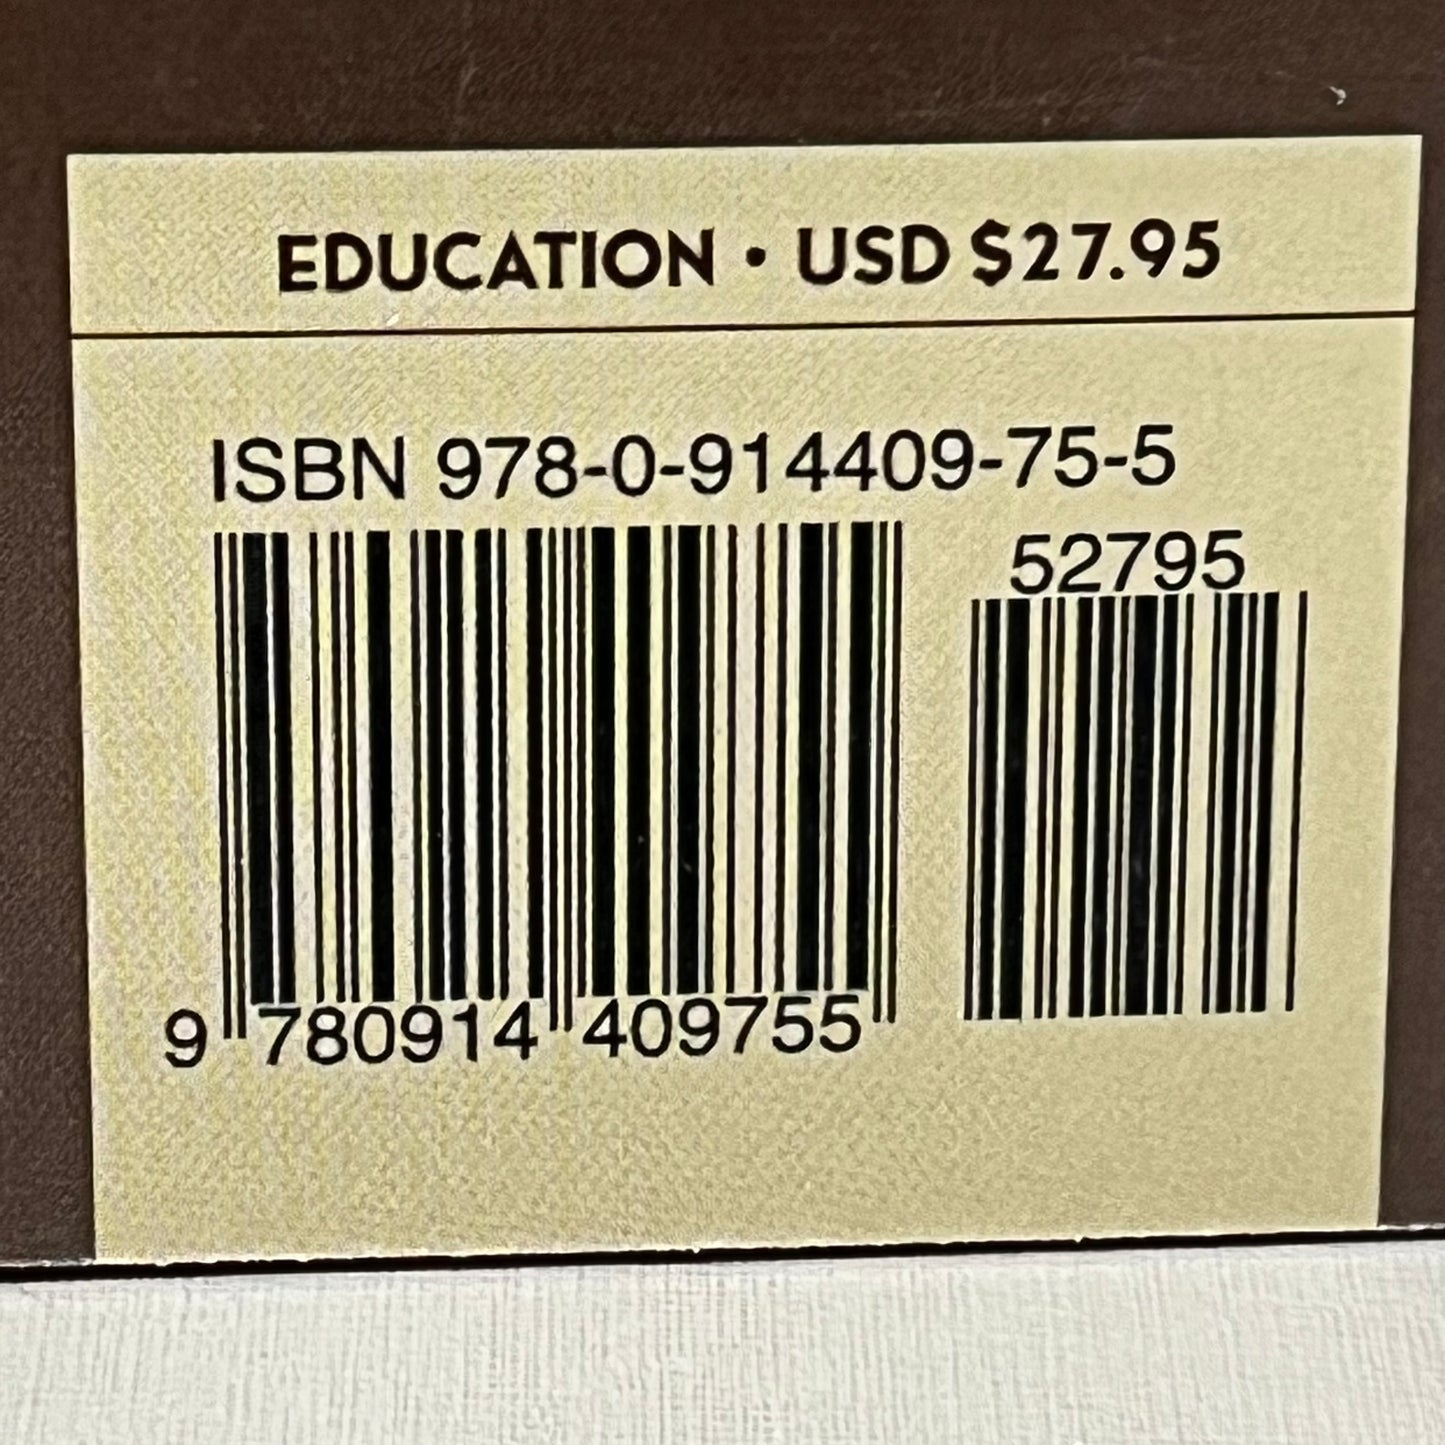 EDUCATION • USD $27.95
ISBN 978-0-914409-75-5
52795
9 780914 409755